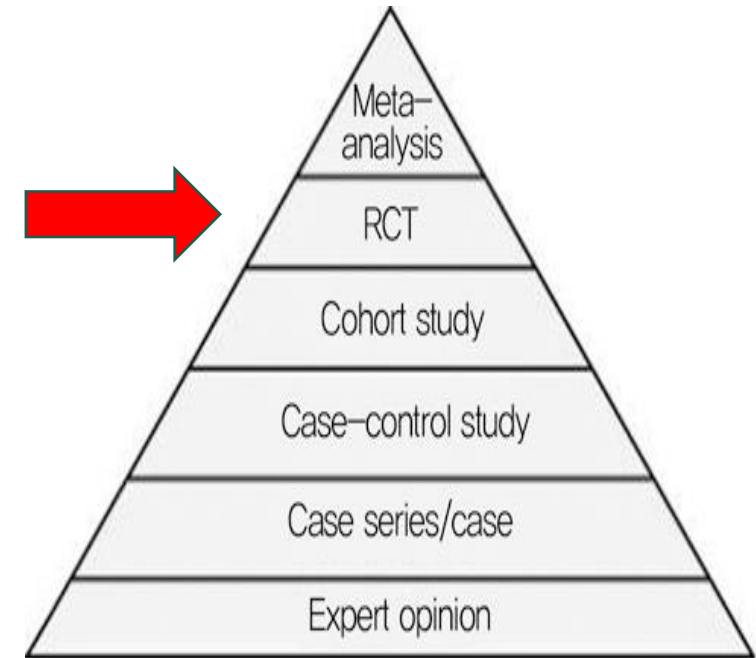 Meta-
analysis
RCT
Cohort study
Case-control study
Case series/case
Expert opinion